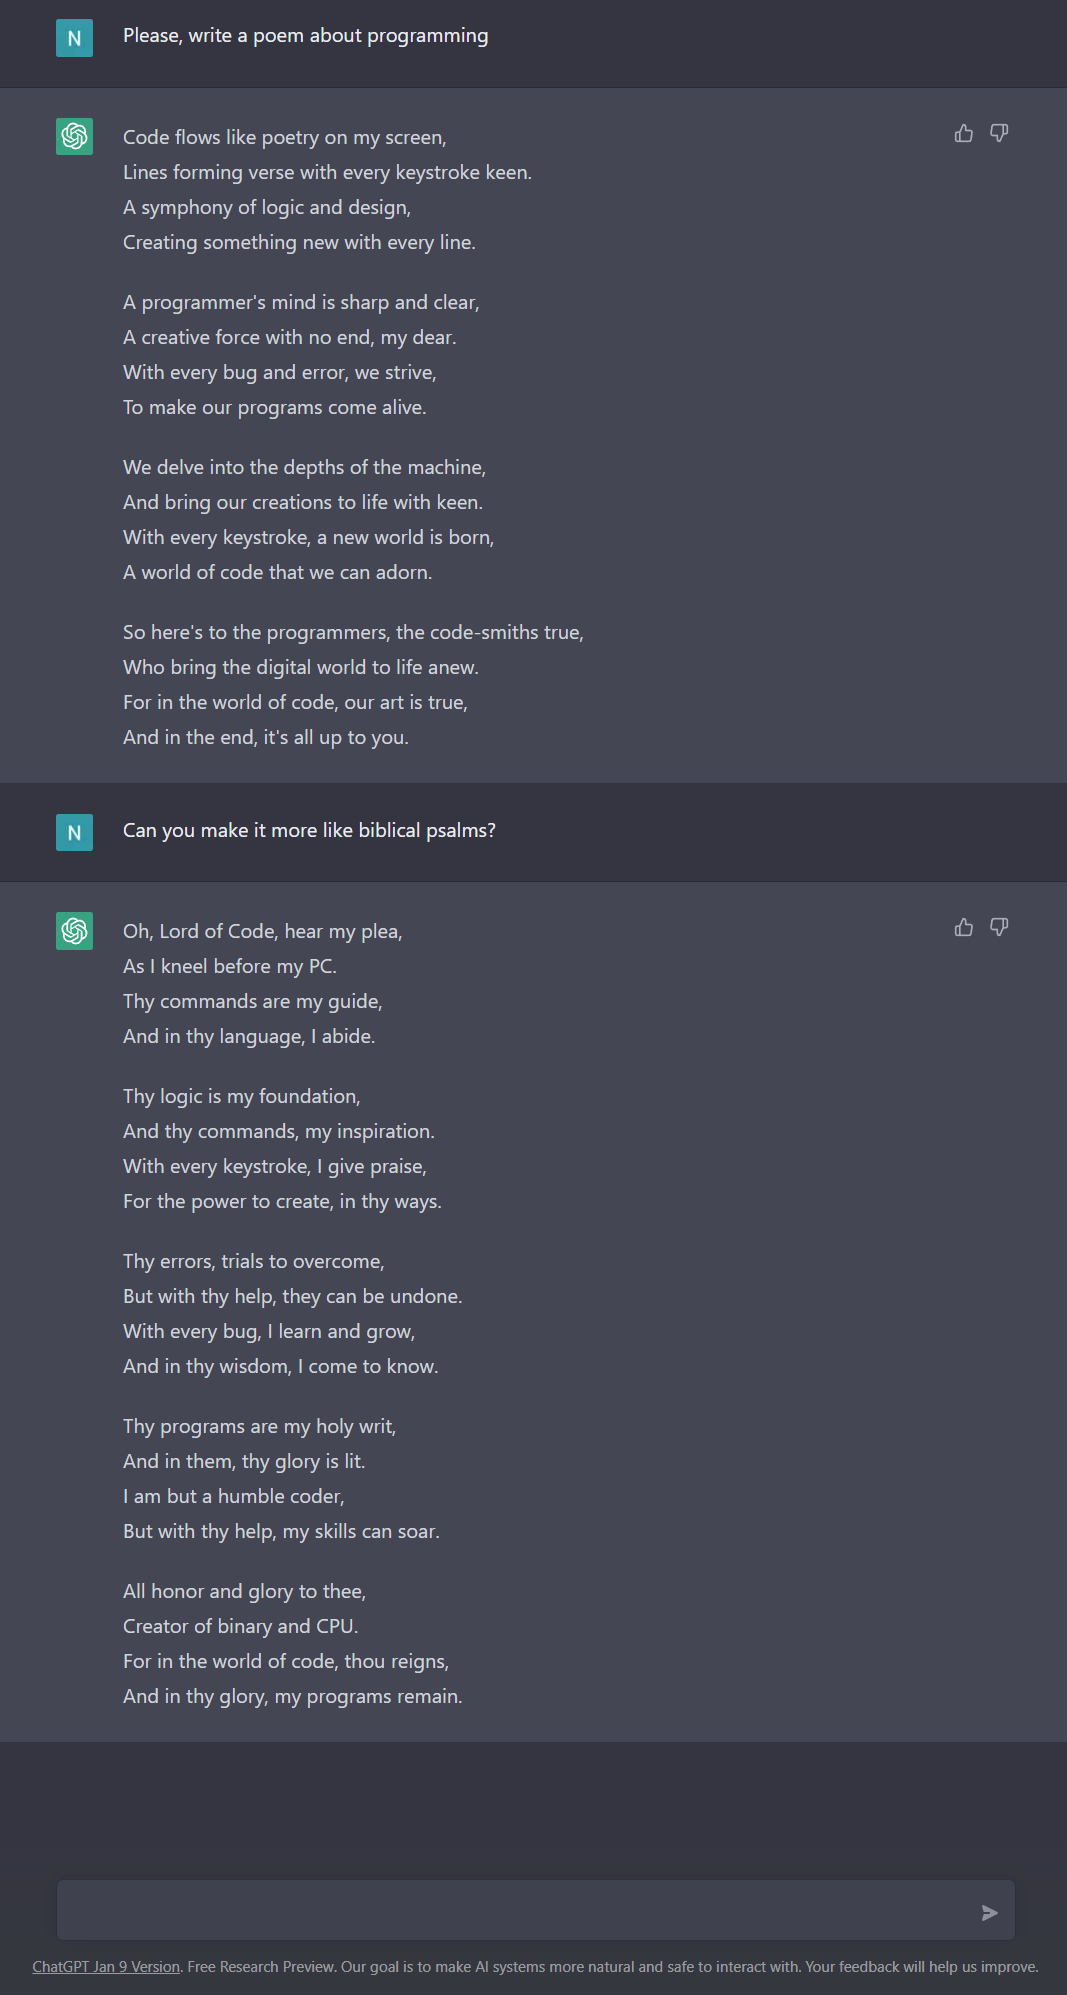 N
Please, write a poem about programming
Code flows like poetry on my screen,
Lines forming verse with every keystroke keen.
A symphony of logic and design,
Creating something new with every line.
A programmer's mind is sharp and clear,
A creative force with no end, my dear.
With every bug and error, we strive,
To make our programs come alive.
We delve into the depths of the machine,
And bring our creations to life with keen.
With every keystroke, a new world is born,
A world of code that we can adorn.
So here's to the programmers, the code-smiths true,
Who bring the digital world to life anew.
For in the world of code, our art is true,
And in the end, it's all up to you.
N
Can you make it more like biblical psalms?
Oh, Lord of Code, hear my plea,
As I kneel before my PC.
Thy commands are my guide,
And in thy language, I abide.
Thy logic is my foundation,
And thy commands, my inspiration.
With every keystroke, I give praise,
For the power to create, in thy ways.
Thy errors, trials to overcome,
But with thy help, they can be undone.
With every bug, I learn and grow,
And in thy wisdom, I come to know.
Thy programs are my holy writ,
And in them, thy glory is lit.
I am but a humble coder,
But with thy help, my skills can soar.
All honor and glory to thee,
Creator of binary and CPU.
For in the world of code, thou reigns,
And in thy glory, my programs remain.
ChatGPT Jan 9 Version. Free Research Preview. Our goal is to make AI systems more natural and safe to interact with. Your feedback will help us improve.